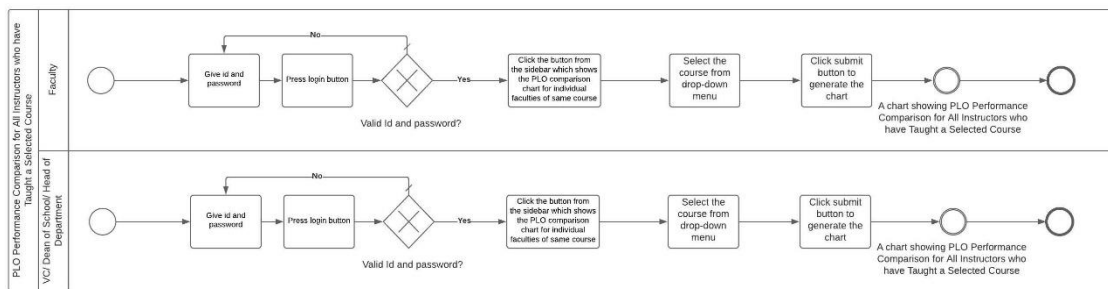 PLO Performance Comparison for All Instructors who have
Taught a Selected Course
Faculty
No
Give id and
password
Press login button
Valid Id and password?
Yes
Click the button from
the sidebar which shows
the PLO comparison
chart for individual
faculties of same course
Select the
course from
drop-down
menu
Click submit
button to
generate the
chart
A chart showing PLO Performance
Comparison for All Instructors who
have Taught a Selected Course
VC/ Dean of School/ Head of
Department
No
Give id and
password
Press login button
Valid Id and password?
Yes
Click the button from
the sidebar which shows
the PLO comparison
chart for individual
faculties of same course
Select the
course from
drop-down
menu
Click submit
button to
generate the
chart
A chart showing PLO Performance
Comparison for All Instructors who
have Taught a Selected Course